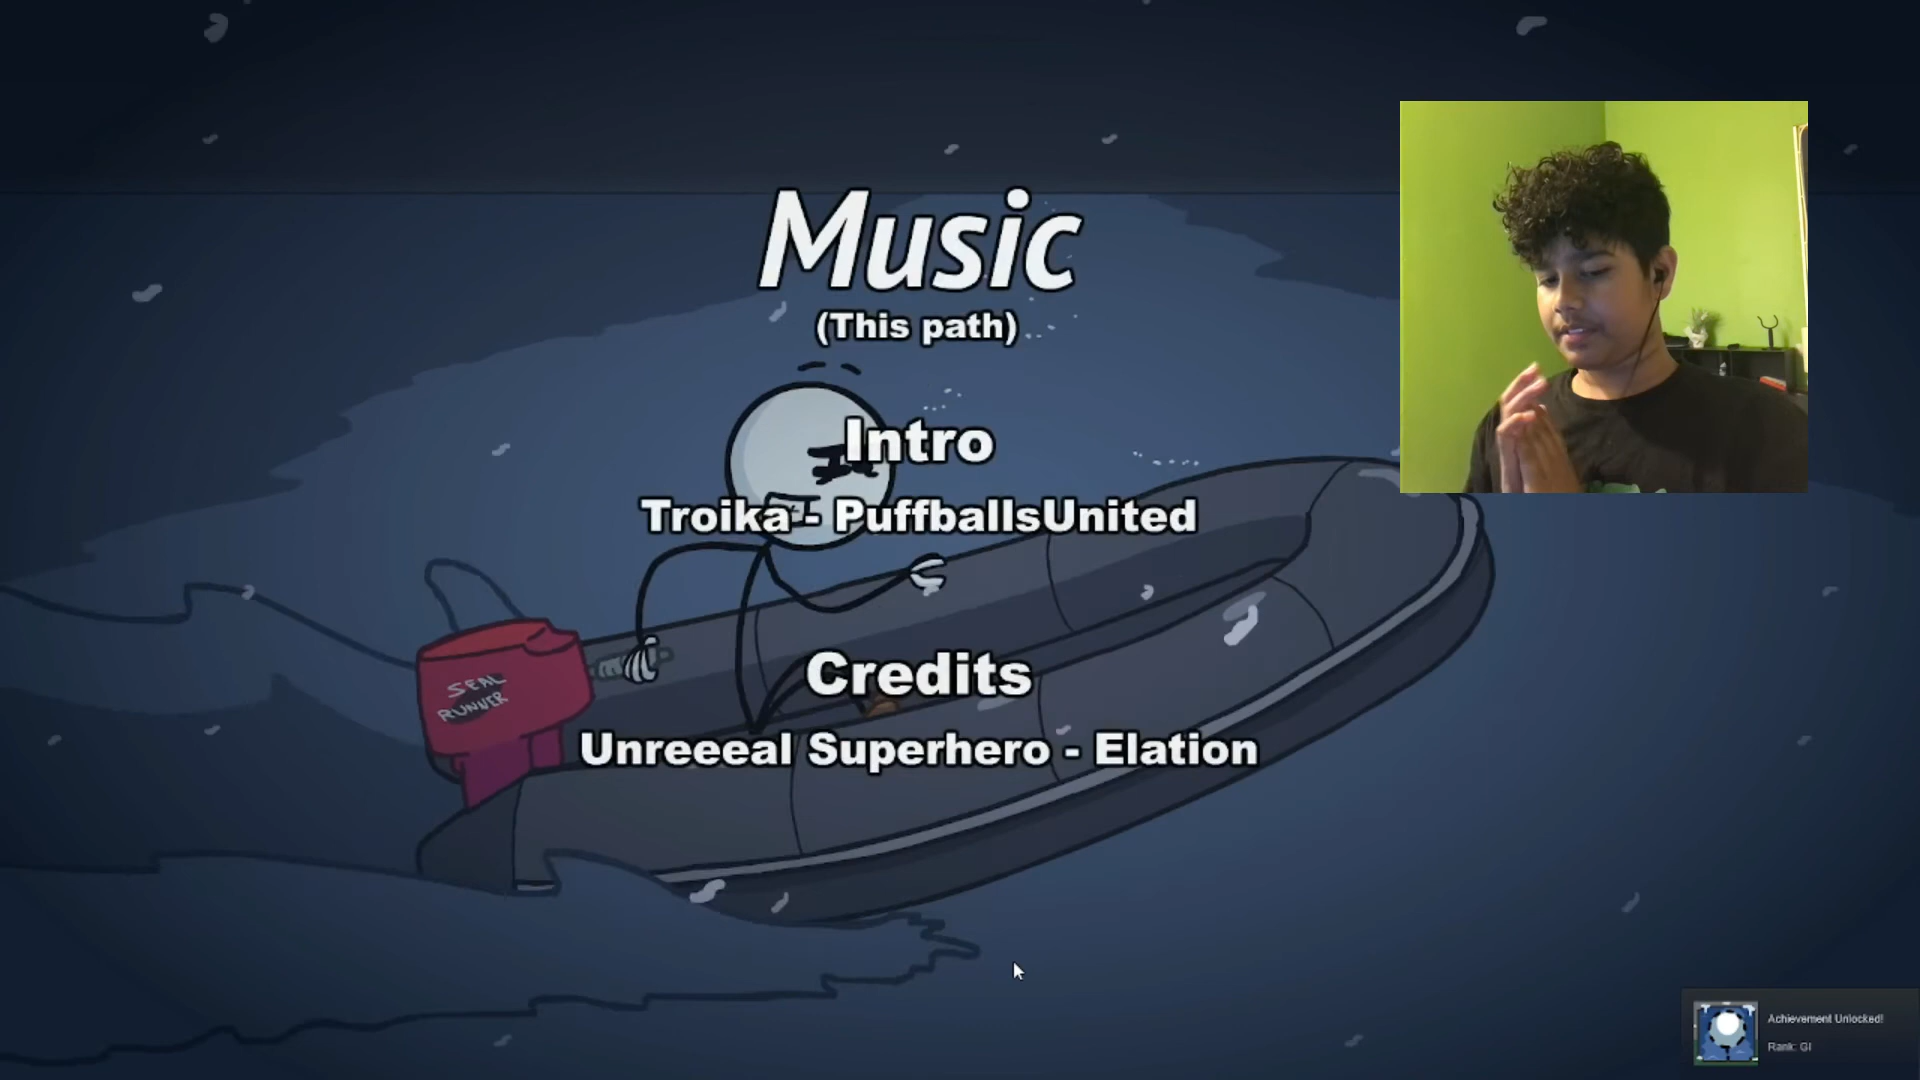 Music
(This path)
Intro
Troika - PuffballsUnited
SEAL
RUNNER
Credits
Unreeeal Superhero - Elation
Achievement Unlocked!
Rank: GI